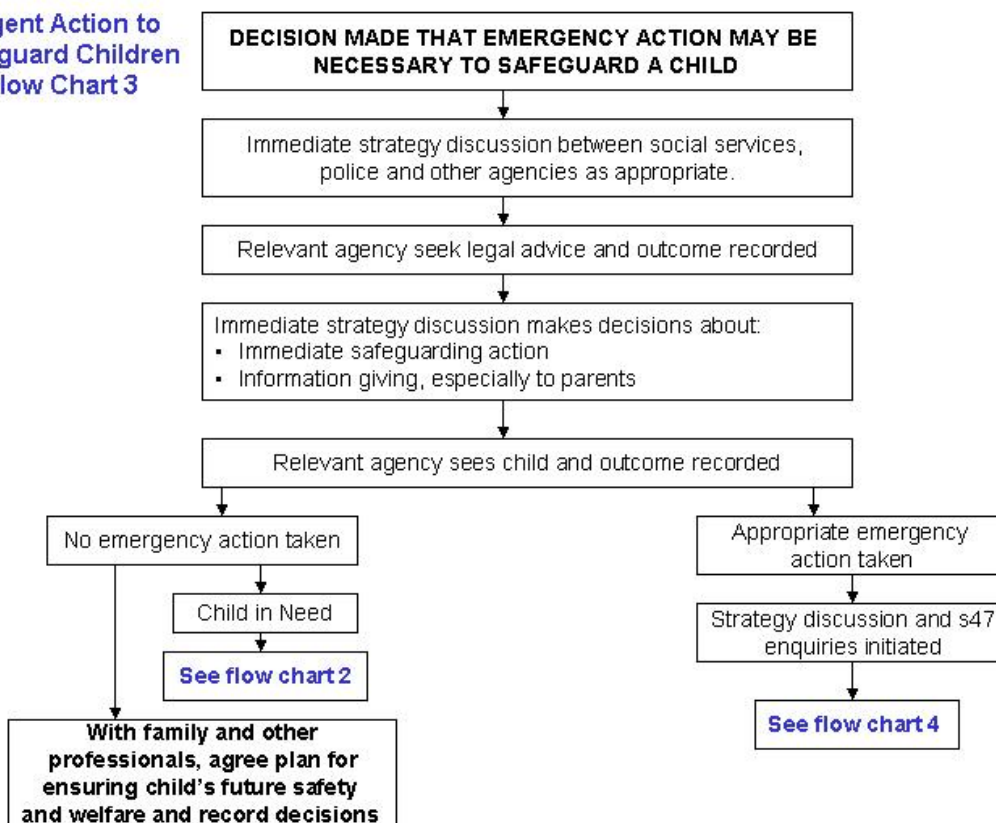 gent Action to
guard Children
low Chart 3
DECISION MADE THAT EMERGENCY ACTION MAY BE
NECESSARY TO SAFEGUARD A CHILD
Immediate strategy discussion between social services,
police and other agencies as appropriate.
Relevant agency seek legal advice and outcome recorded
Immediate strategy discussion makes decisions about:
▪ Immediate safeguarding action
▪ Information giving, especially to parents
Relevant agency sees child and outcome recorded
No emergency action taken
Child in Need
See flow chart 2
With family and other
professionals, agree plan for
ensuring child's future safety
and welfare and record decisions
Appropriate emergency
action taken
Strategy discussion and s47
enquiries initiated
See flow chart 4